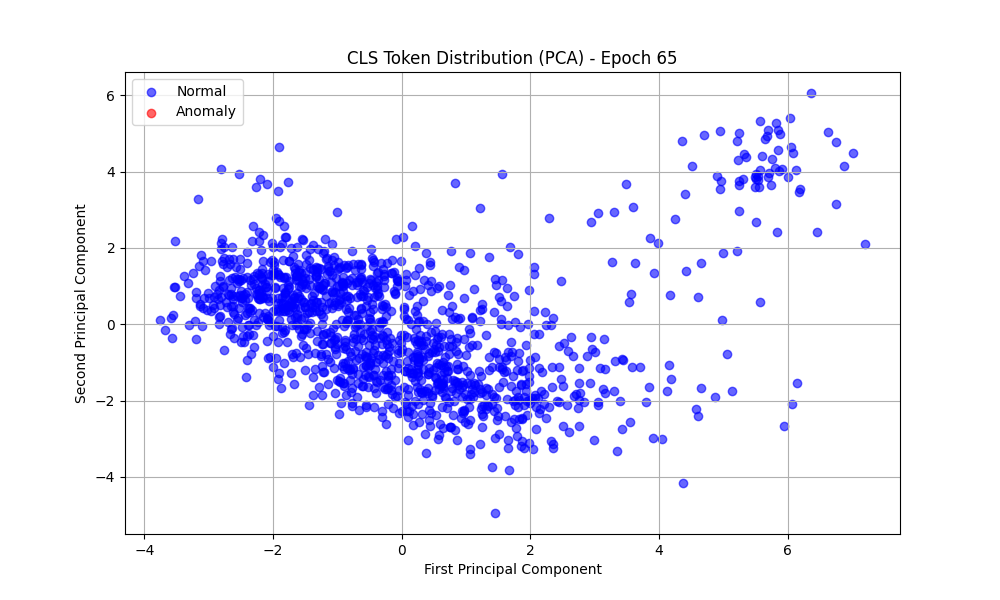 CLS Token Distribution (PCA) - Epoch 65
Normal
Anomaly
Second Principal Component
6
4
2
0
−2
−4
−4
−2
0
2
4
6
First Principal Component